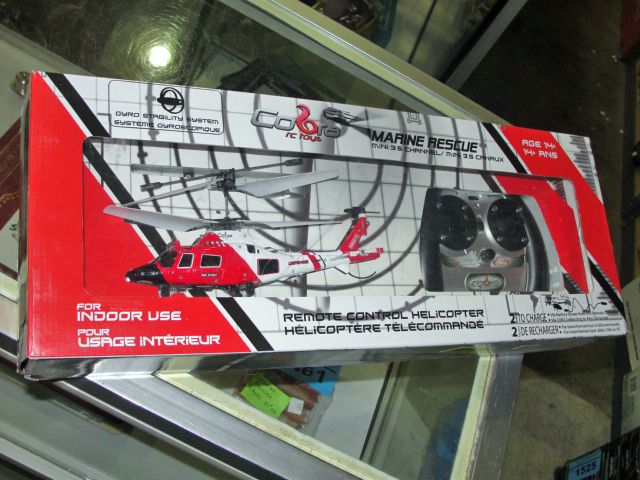 GYRO STABILITY SYSTEM
SYSTÈME GYROSCOPIQUE
Cobra
RC TOYS
MARINE RESCUE
MINI 3.5 CHANNEL/ MINI 3.5 CANAUX
AGE 14+
14+ ANS
FOR
INDOOR USE
POUR
USAGE INTÉRIEUR
REMOTE CONTROL HELICOPTER
HÉLICOPTÈRE TÉLÉCOMMANDÉ
2 TO CHARGE
2 DE RECHARGER
1525